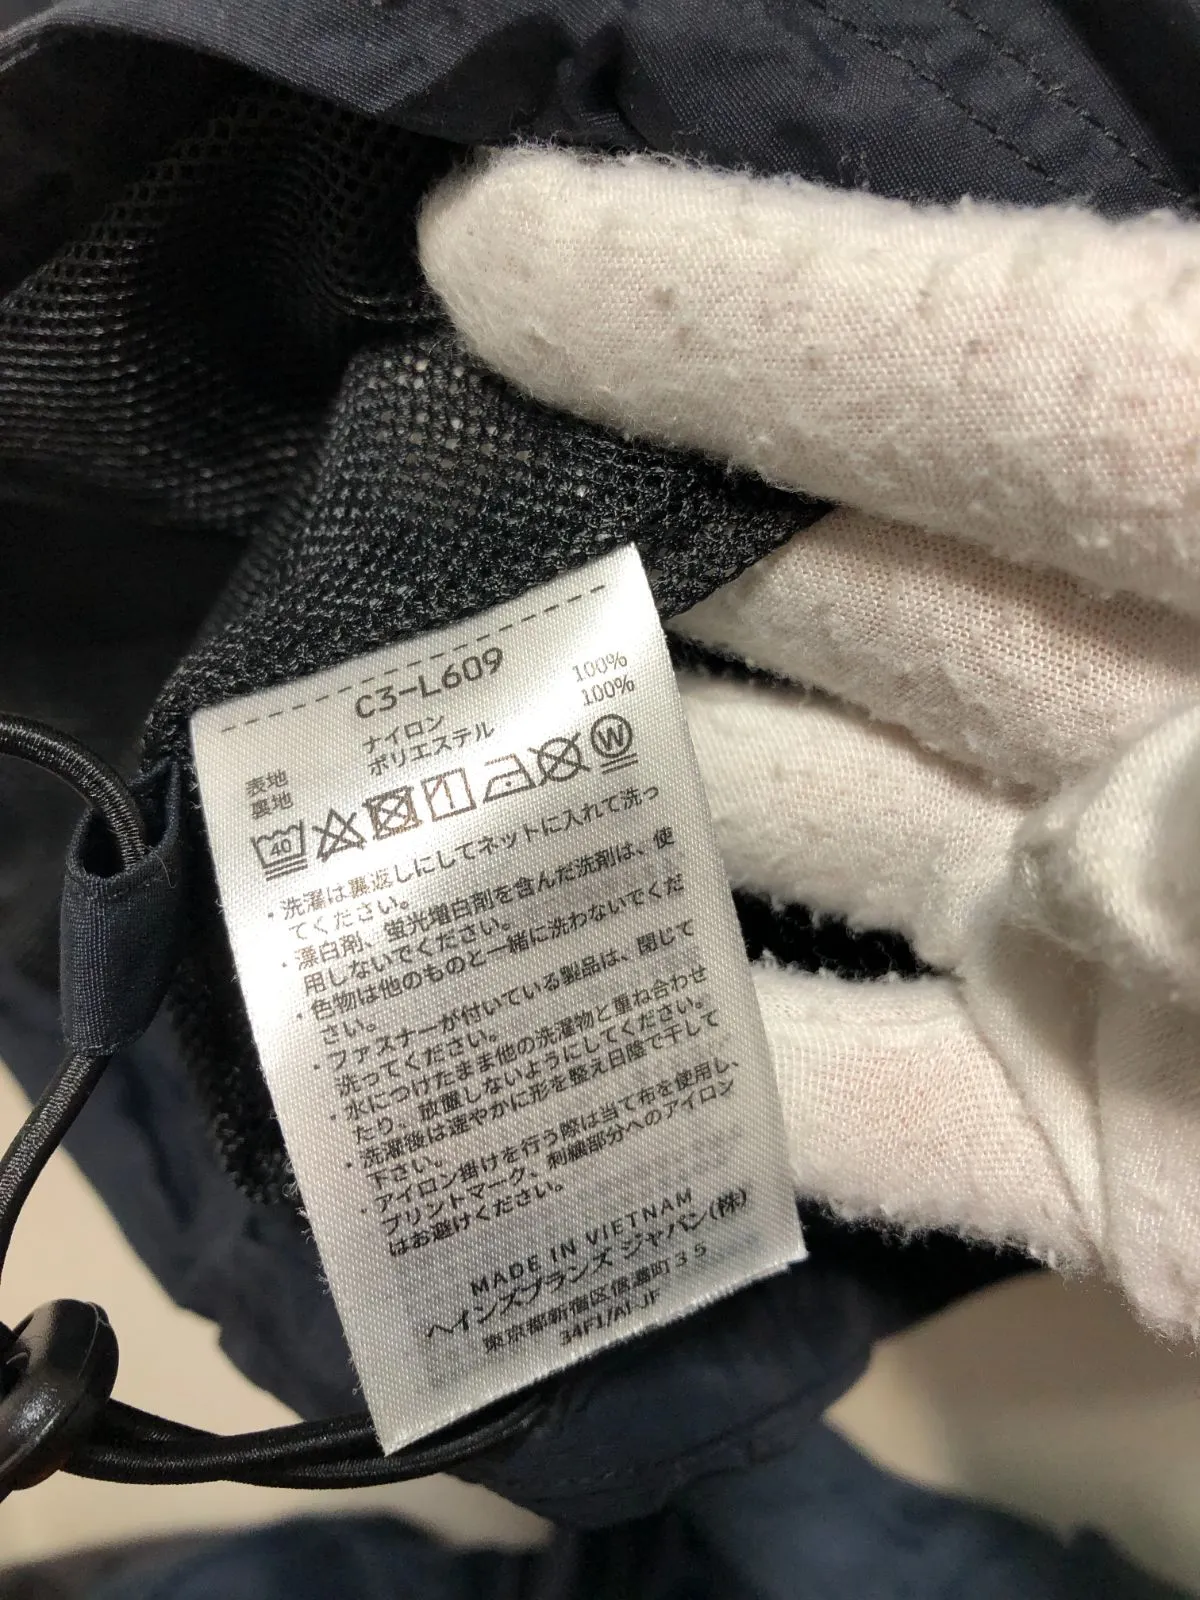 C3-L609
表地 ナイロン 100%
裏地 ポリエステル 100%
40 W
・洗濯は裏返しにしてネットに入れて洗っ
てください。
・漂白剤、蛍光増白剤を含んだ洗剤は、使
用しないでください。
・色物は他のものと一緒に洗わないでくだ
さい。
・ファスナーが付いている製品は、閉じて
洗ってください。
・水につけたまま他の洗濯物と重ね合わせ
たり、放置しないようにしてください。
・洗濯後は速やかに形を整え日陰で干して
下さい。
・アイロン掛けを行う際は当て布を使用し、
プリントマーク、刺繍部分へのアイロン
はお避けください。
MADE IN VIETNAM
ヘインズブランズ ジャパン(株)
東京都新宿区信濃町35
34F1/AI-JF